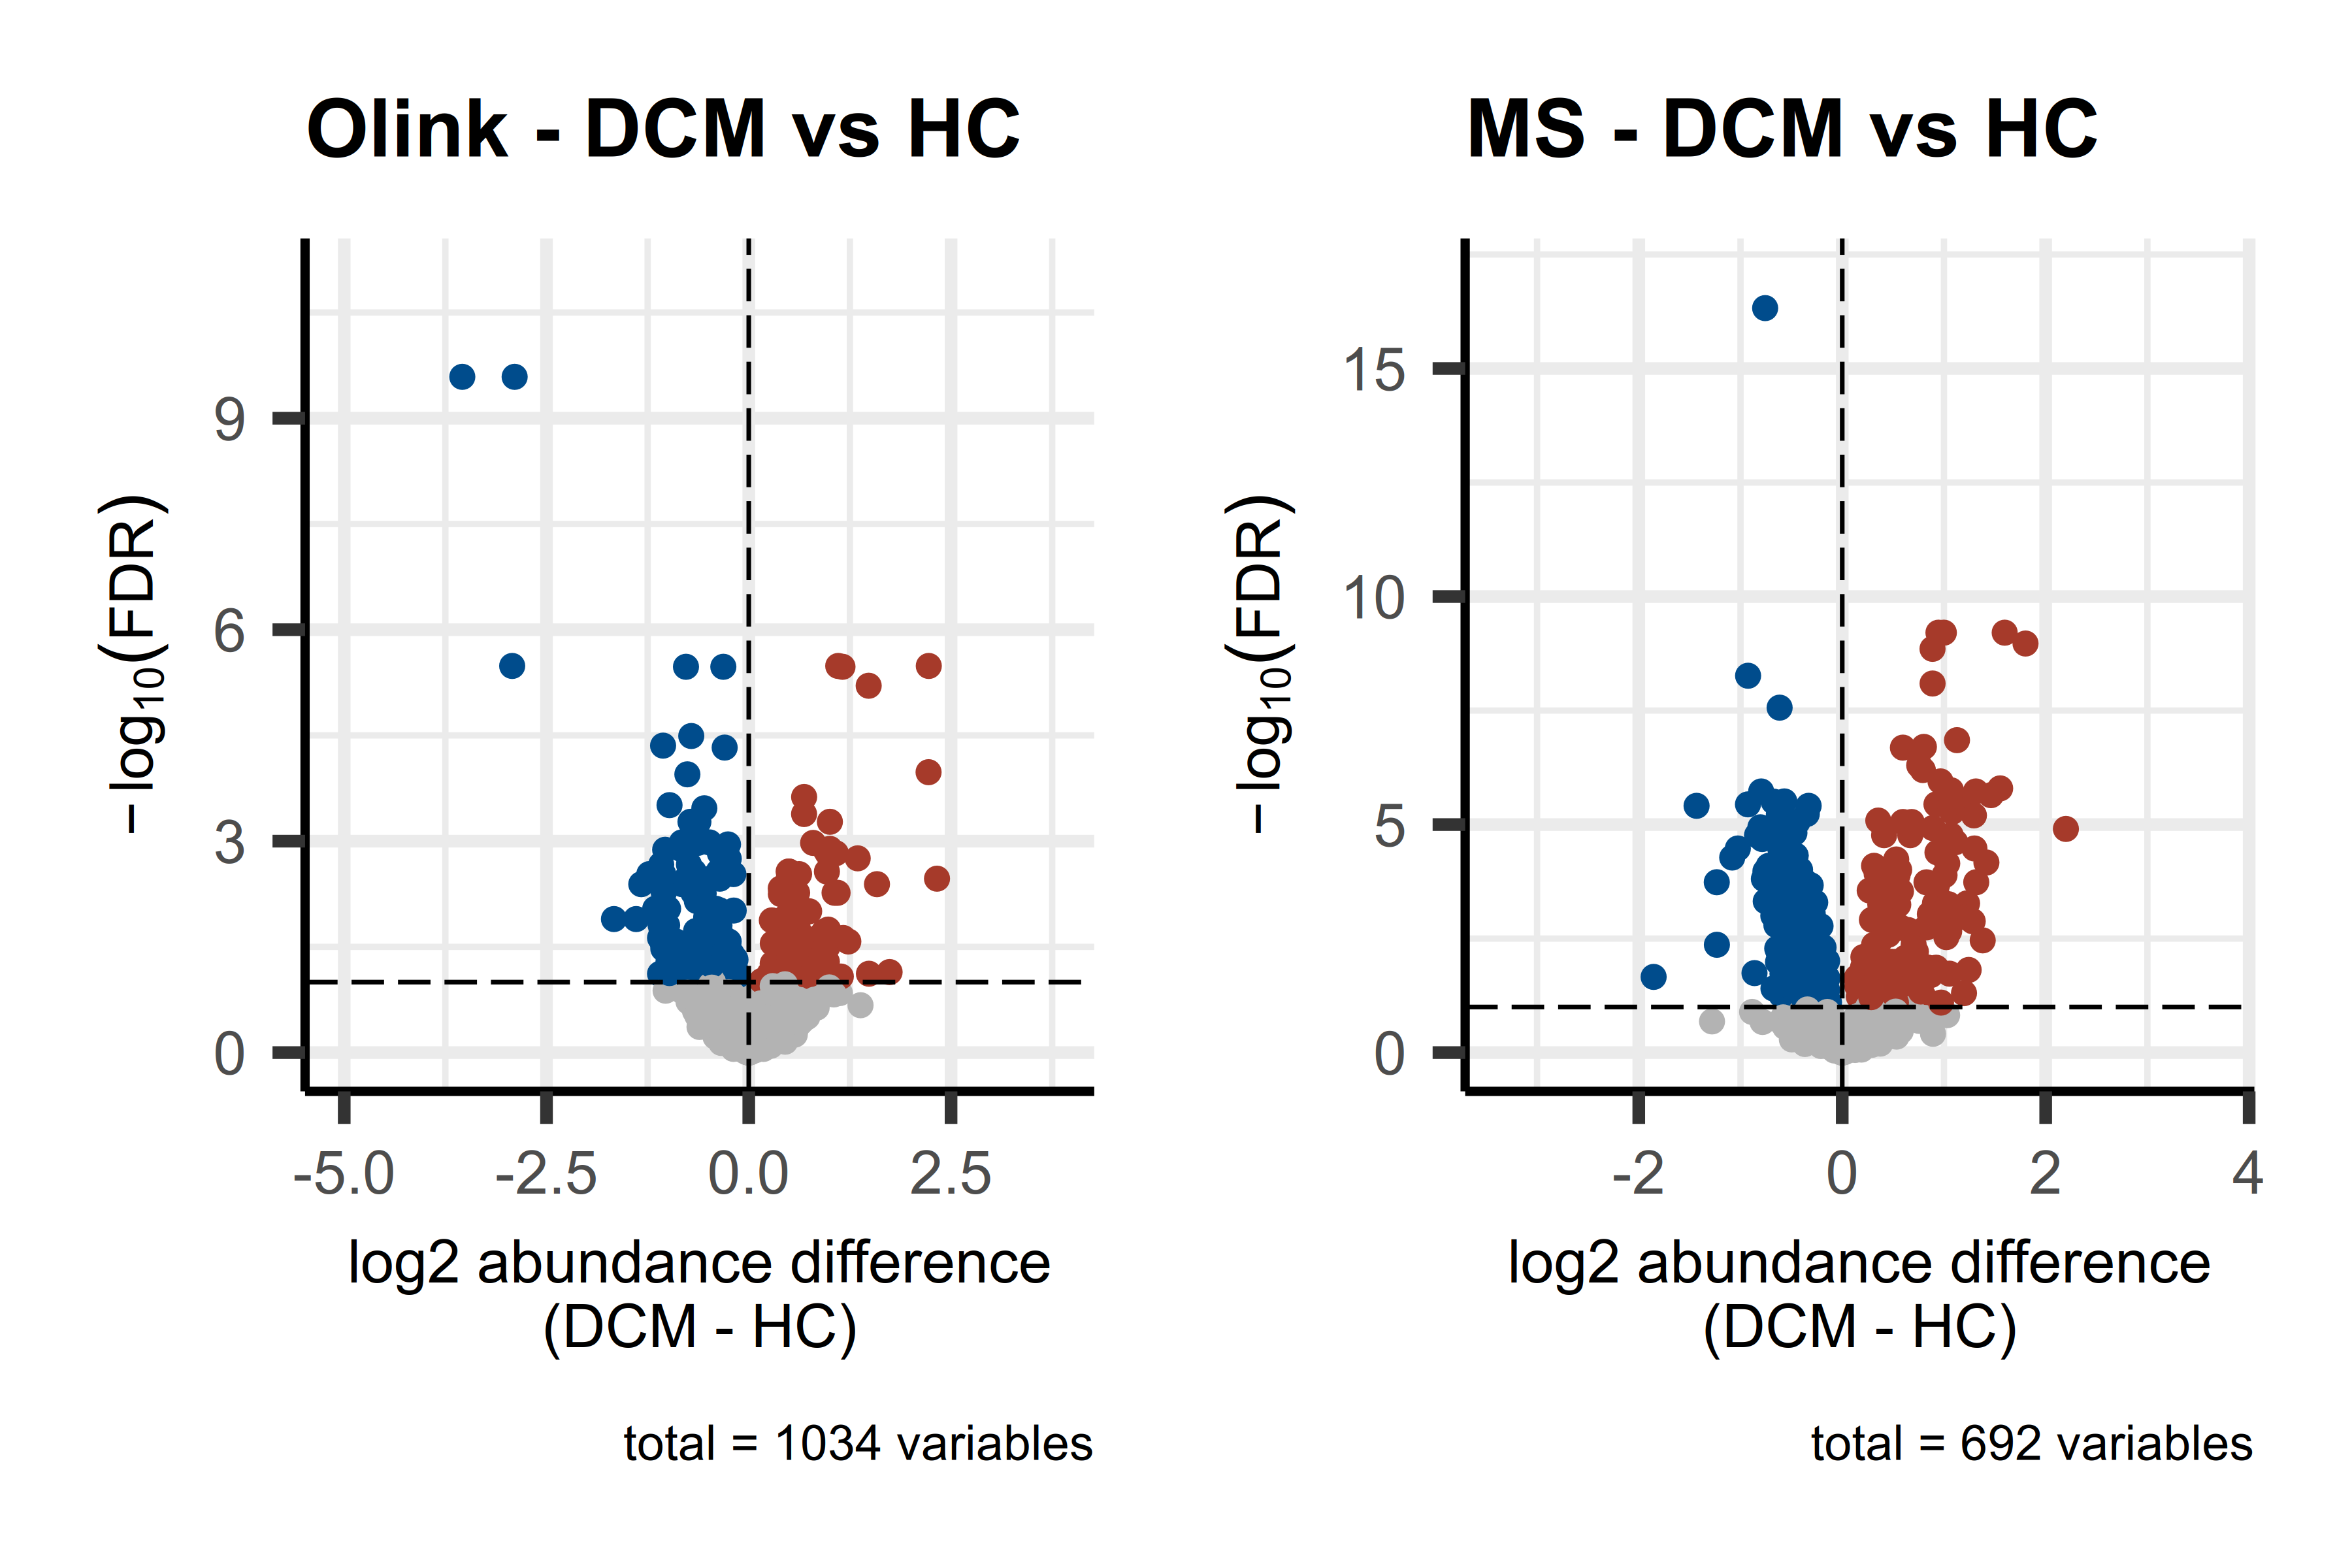 Olink - DCM vs HC
−log10(FDR)
9
6
3
0
-5.0 -2.5 0.0 2.5
log2 abundance difference
(DCM - HC)
total = 1034 variables
MS - DCM vs HC
−log10(FDR)
15
10
5
0
-2 0 2 4
log2 abundance difference
(DCM - HC)
total = 692 variables